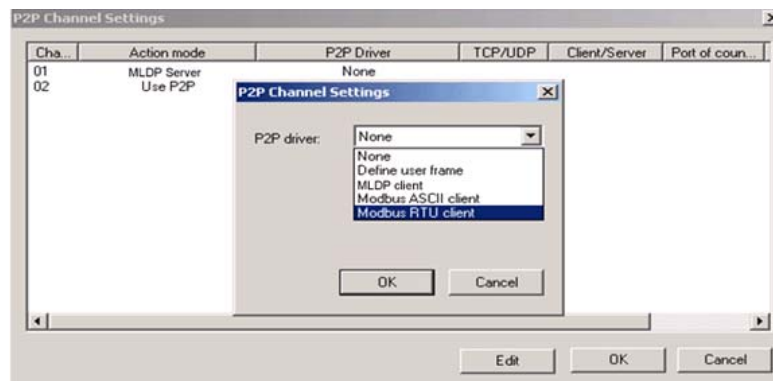 P2P Channel Settings
Cha... Action mode P2P Driver TCP/UDP Client/Server Port of coun...
01 MLDP Server None
02 Use P2P
P2P Channel Settings
P2P driver: None
None
Define user frame
MLDP client
Modbus ASCII client
Modbus RTU client
OK Cancel
Edit OK Cancel